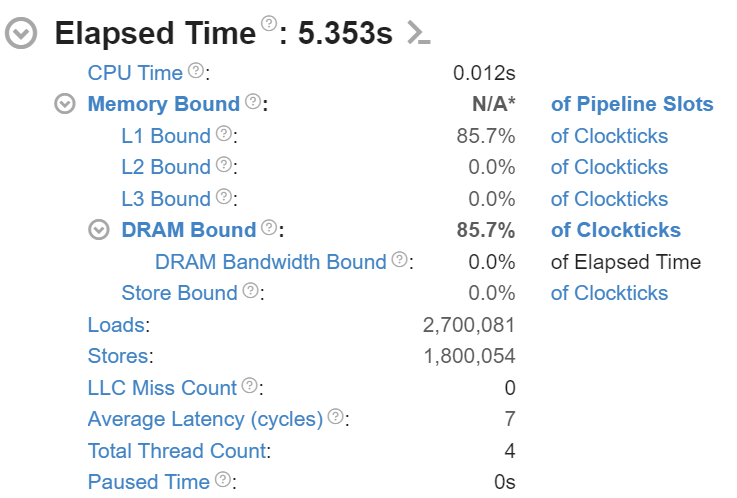 Elapsed Time ?: 5.353s >_
CPU Time ?: 0.012s
Memory Bound ?: N/A* of Pipeline Slots
L1 Bound ?: 85.7% of Clockticks
L2 Bound ?: 0.0% of Clockticks
L3 Bound ?: 0.0% of Clockticks
DRAM Bound ?: 85.7% of Clockticks
DRAM Bandwidth Bound ?: 0.0% of Elapsed Time
Store Bound ?: 0.0% of Clockticks
Loads: 2,700,081
Stores: 1,800,054
LLC Miss Count ?: 0
Average Latency (cycles) ?: 7
Total Thread Count: 4
Paused Time ?: 0s